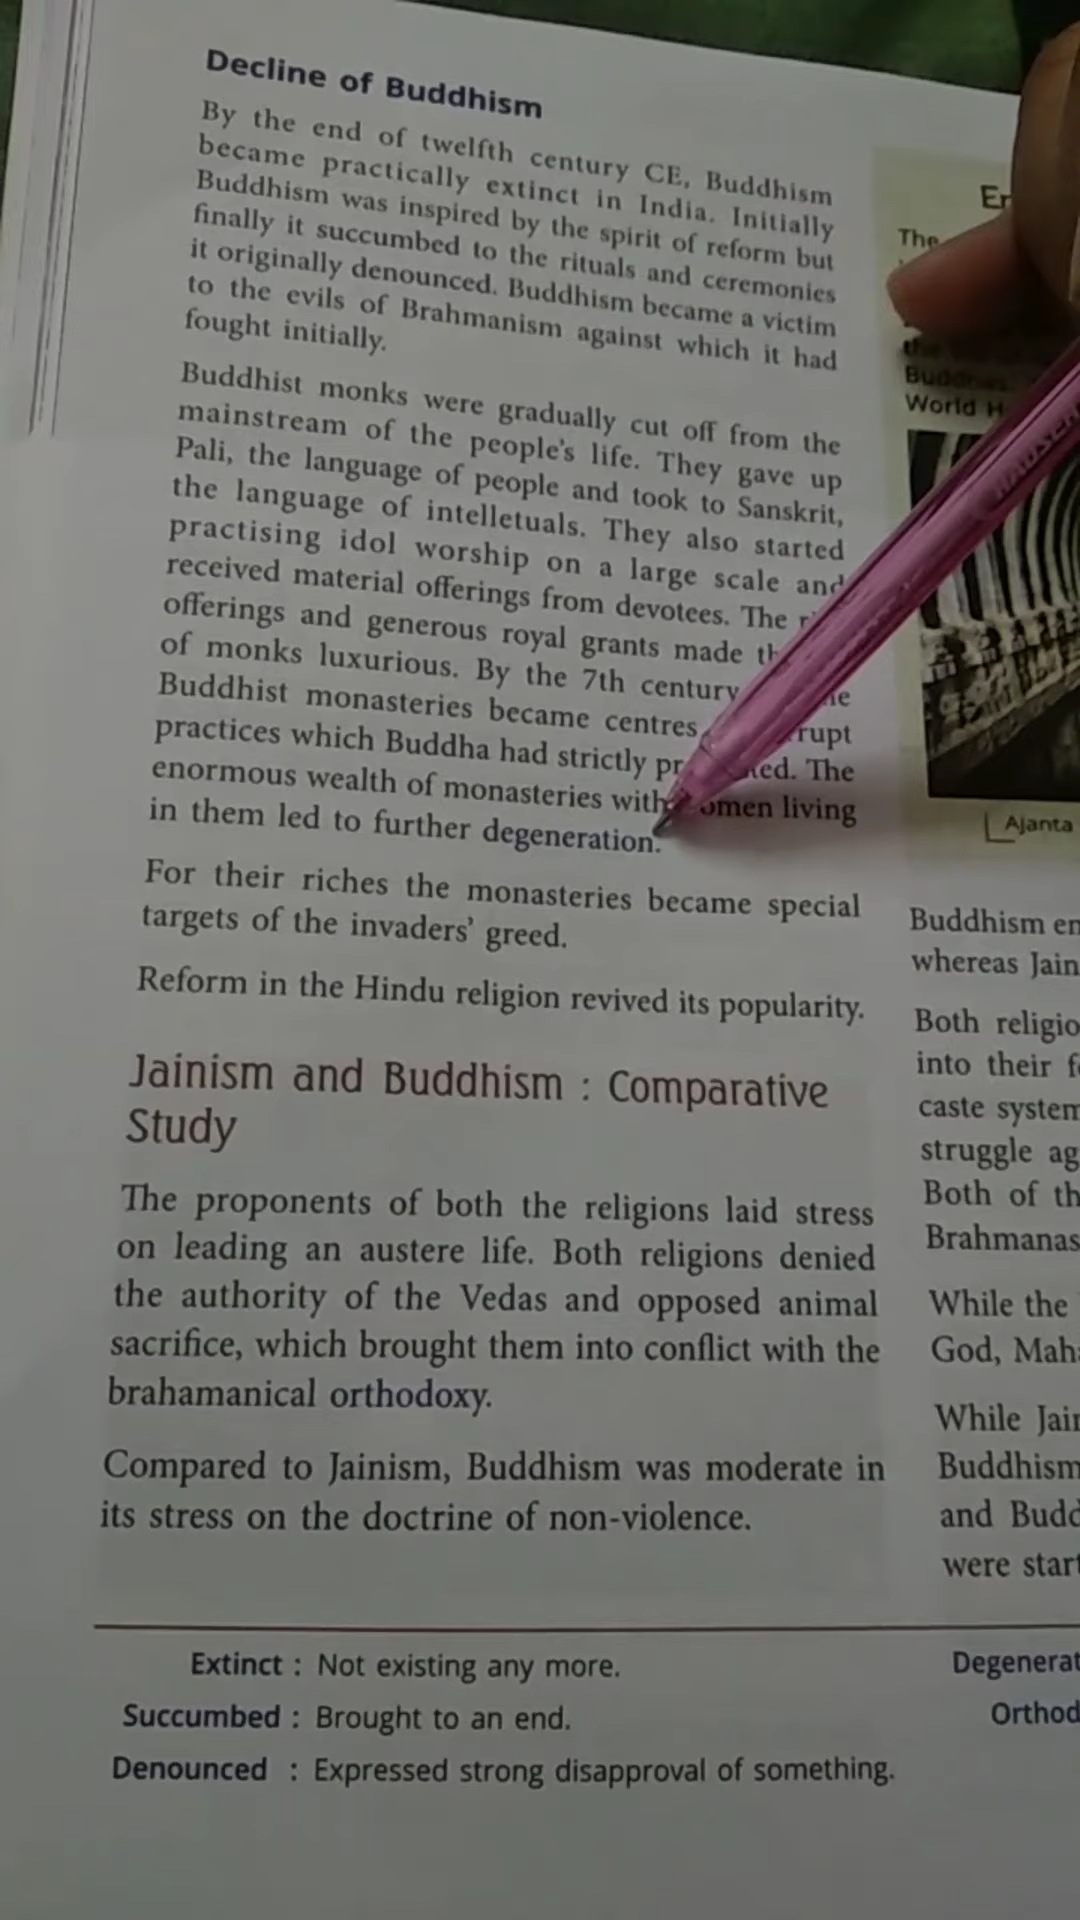 Decline of Buddhism
By the end of twelfth century CE, Buddhism
became practically extinct in India. Initially
Buddhism was inspired by the spirit of reform but
finally it succumbed to the rituals and ceremonies
it originally denounced. Buddhism became a victim
to the evils of Brahmanism against which it had
fought initially.
Buddhist monks were gradually cut off from the
mainstream of the people's life. They gave up
Pali, the language of people and took to Sanskrit,
the language of intelletuals. They also started
practising idol worship on a large scale and
received material offerings from devotees. The
offerings and generous royal grants made
of monks luxurious. By the 7th century
Buddhist monasteries became centres
practices which Buddha had strictly The
enormous wealth of monasteries with living
in them led to further degeneration.
For their riches the monasteries became special
targets of the invaders' greed.
Reform in the Hindu religion revived its popularity.
Jainism and Buddhism : Comparative
Study
The proponents of both the religions laid stress
on leading an austere life. Both religions denied
the authority of the Vedas and opposed animal
sacrifice, which brought them into conflict with the
brahamanical orthodoxy.
Compared to Jainism, Buddhism was moderate in
its stress on the doctrine of non-violence.
The
World H
Ajanta
Buddhism en
whereas Jain
Both religio
into their f
caste system
struggle ag
Both of th
Brahmanas
While the
God, Mah
While Jain
Buddhism
and Budd
were start
Extinct : Not existing any more.
Succumbed : Brought to an end.
Denounced : Expressed strong disapproval of something.
Degenerat
Orthod